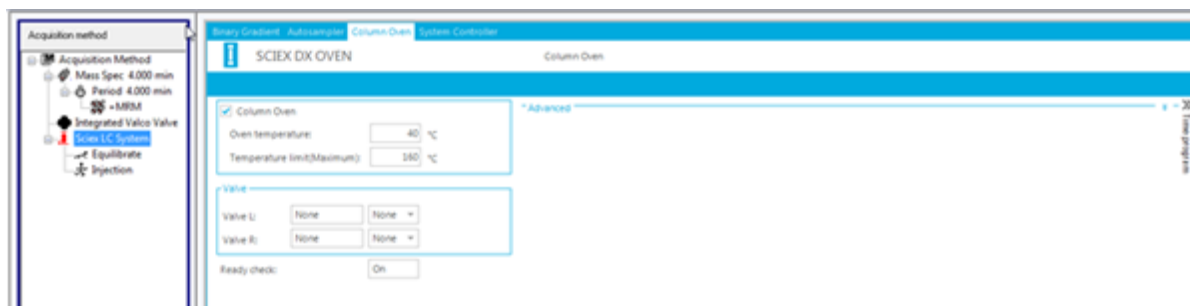 Acquisition method
Acquisition Method
Mass Spec 4.000 min
Period 4.000 min
+MRM
Integrated Valco Valve
Sciex LC System
Equilibrate
Injection
Binary Gradient Autosampler Column Oven System Controller
SCIEX DX OVEN Column Oven
Column Oven
Oven temperature: 40 °C
Temperature limit(Maximum): 160 °C
Valve
Valve L: None None
Valve R: None None
Ready check: On
Advanced
Time program